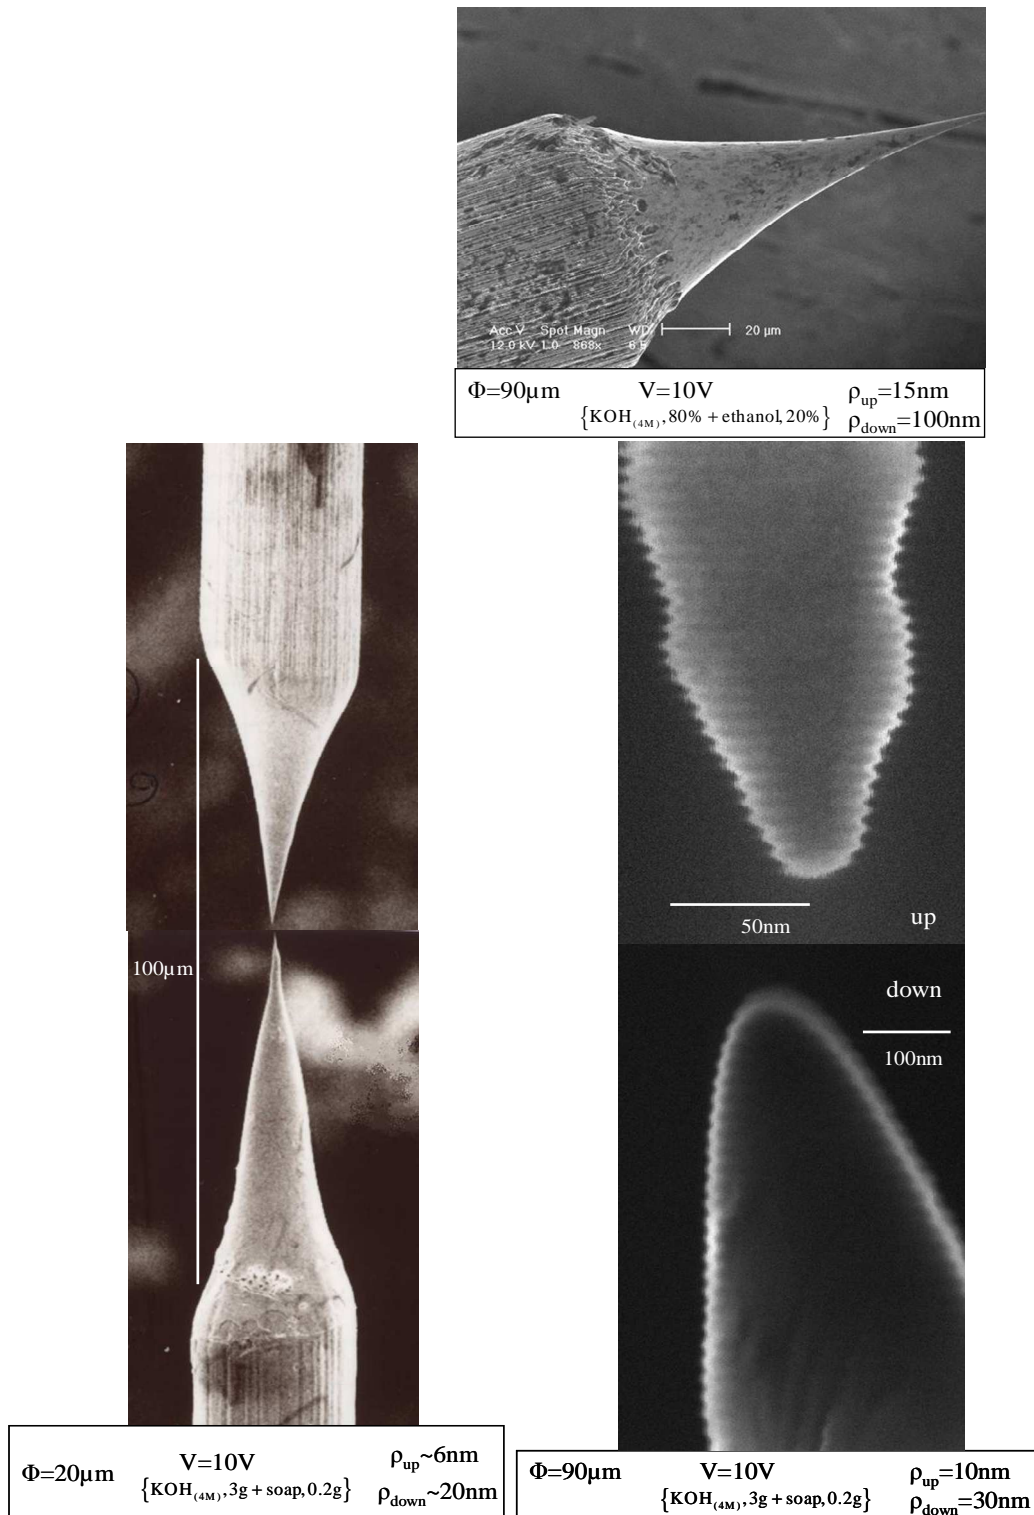 Acc.V Spot Magn WD
12.0 kV 1.0 868x 6.5 20 µm
Φ=90µm V=10V ρup=15nm
{KOH(4M), 80% + ethanol, 20%} ρdown=100nm
50nm
up
100µm
down
100nm
Φ=20µm V=10V ρup~6nm
{KOH(4M), 3g + soap, 0.2g} ρdown~20nm
Φ=90µm V=10V ρup=10nm
{KOH(4M), 3g + soap, 0.2g} ρdown=30nm